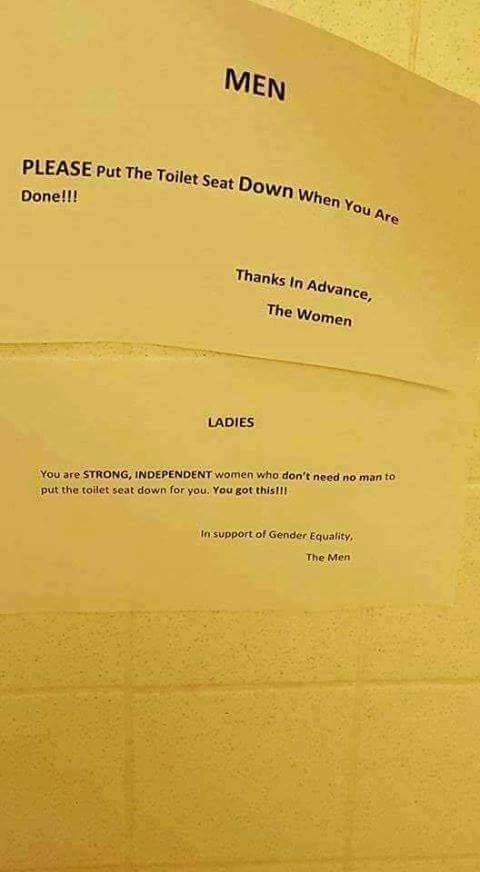 MEN
PLEASE Put The Toilet Seat Down When You Are
Done!!!
Thanks In Advance,
The Women
LADIES
You are STRONG, INDEPENDENT women who don't need no man to
put the toilet seat down for you. You got this!!!
In support of Gender Equality,
The Men